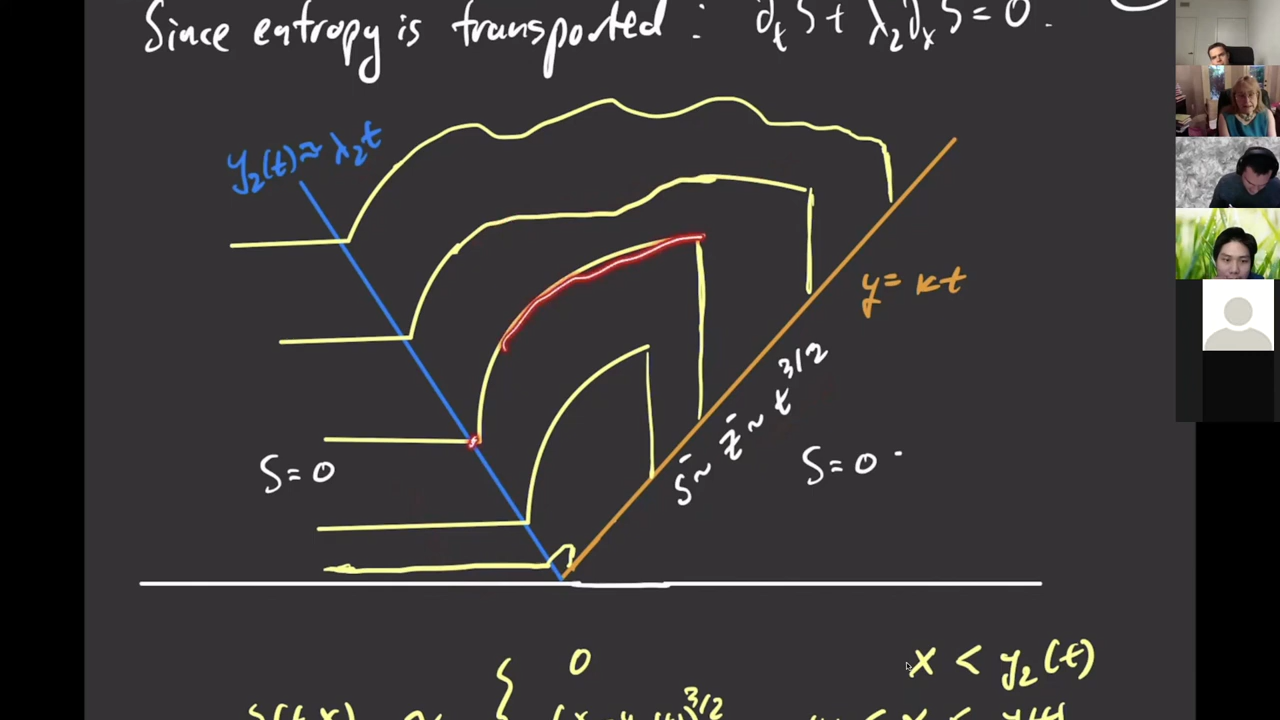 Since entropy is transported : ∂ₜS + λ₂∂ₓS = 0 .
y₂(t) ≈ λ₂t
y = κt
S̄ ~ z̄ ~ t^{3/2}
S = 0
S = 0 .
0 x < y₂(t)